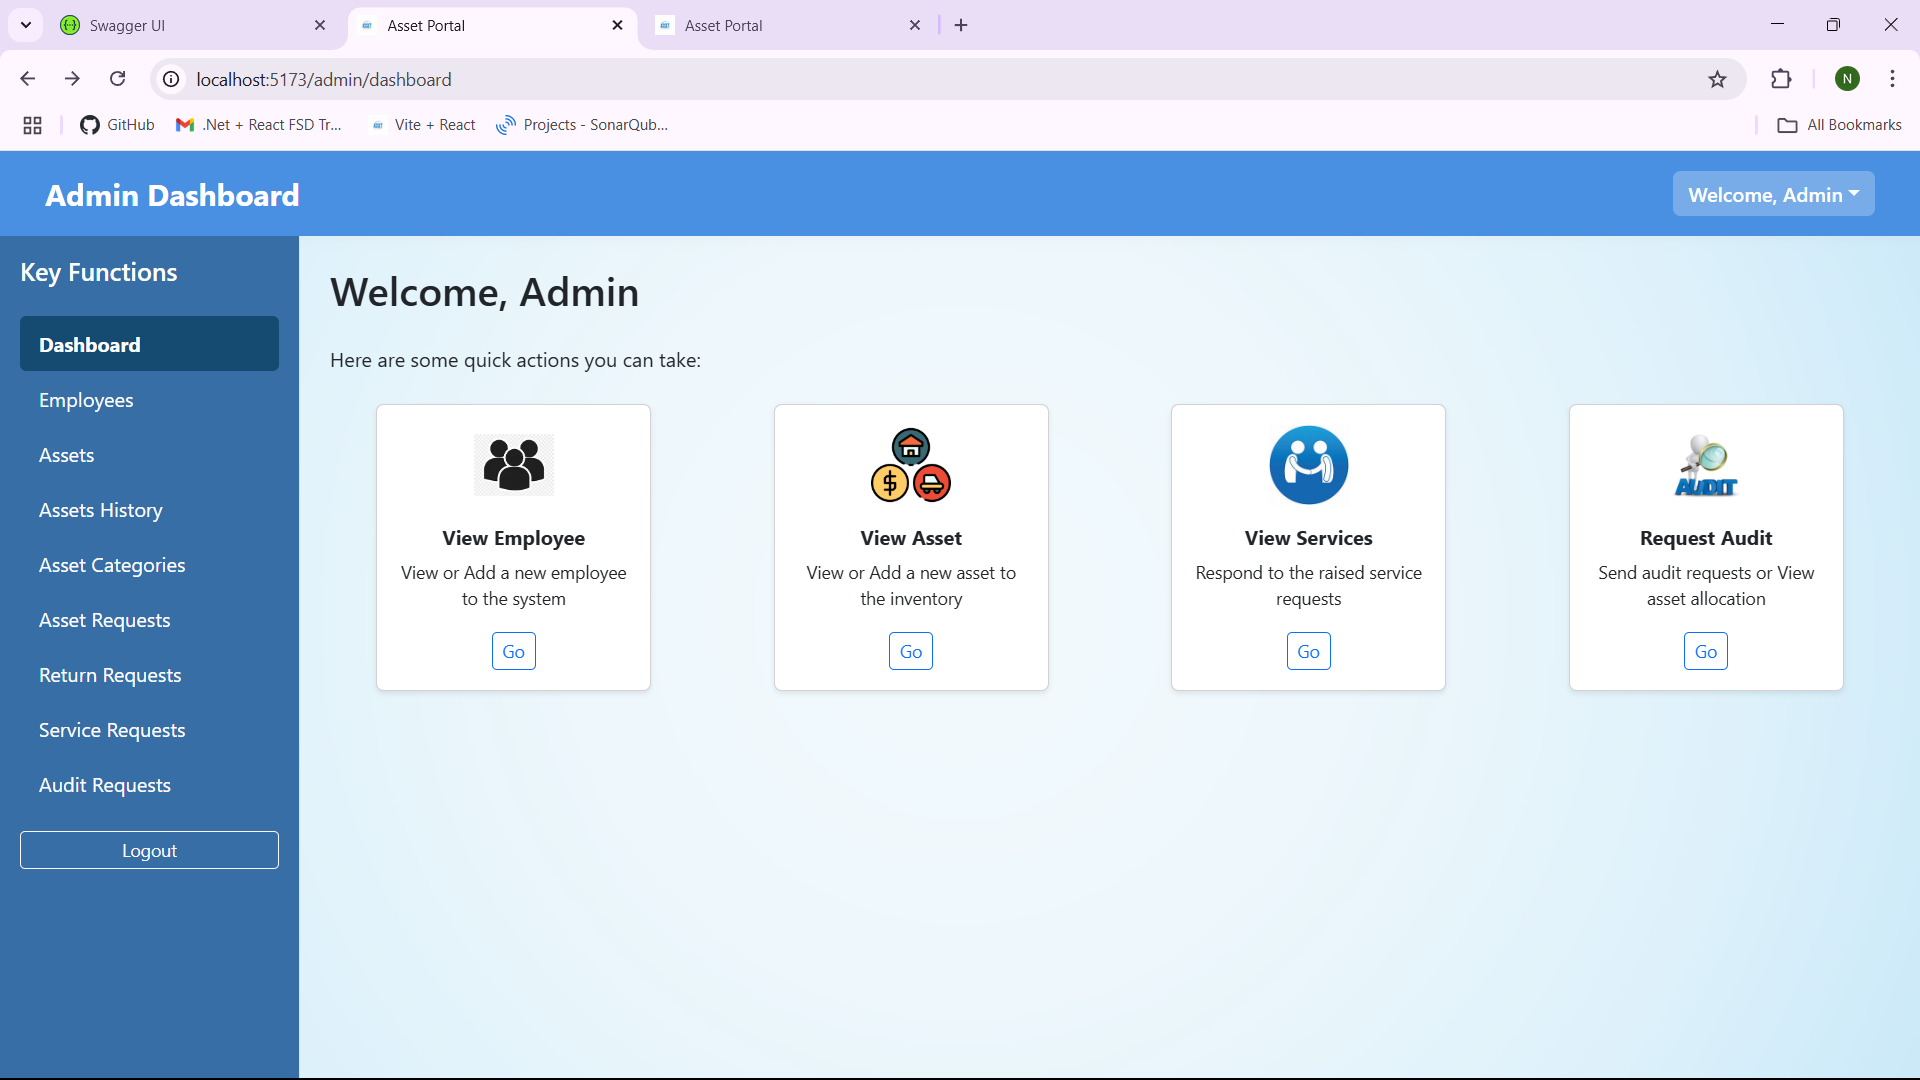 Swagger UI
Asset Portal
Asset Portal
localhost:5173/admin/dashboard
N
GitHub
.Net + React FSD Tr...
Vite + React
Projects - SonarQub...
All Bookmarks
Admin Dashboard
Welcome, Admin
Key Functions
Dashboard
Employees
Assets
Assets History
Asset Categories
Asset Requests
Return Requests
Service Requests
Audit Requests
Logout
Welcome, Admin
Here are some quick actions you can take:
View Employee
View or Add a new employee
to the system
Go
$
View Asset
View or Add a new asset to
the inventory
Go
View Services
Respond to the raised service
requests
Go
AUDIT
Request Audit
Send audit requests or View
asset allocation
Go